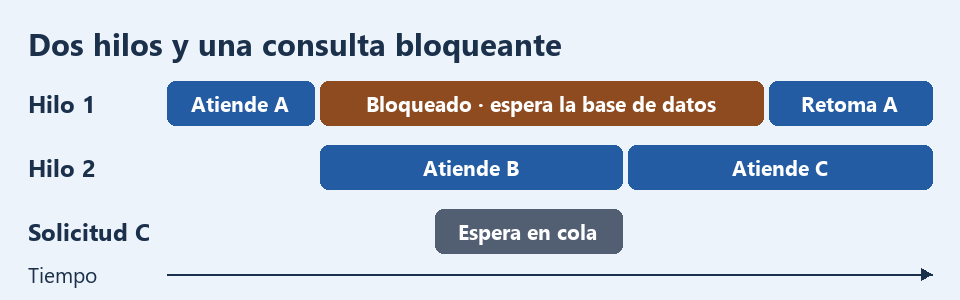 Dos hilos y una consulta bloqueante
Hilo 1 Atiende A Bloqueado · espera la base de datos Retoma A
Hilo 2 Atiende B Atiende C
Solicitud C Espera en cola
Tiempo